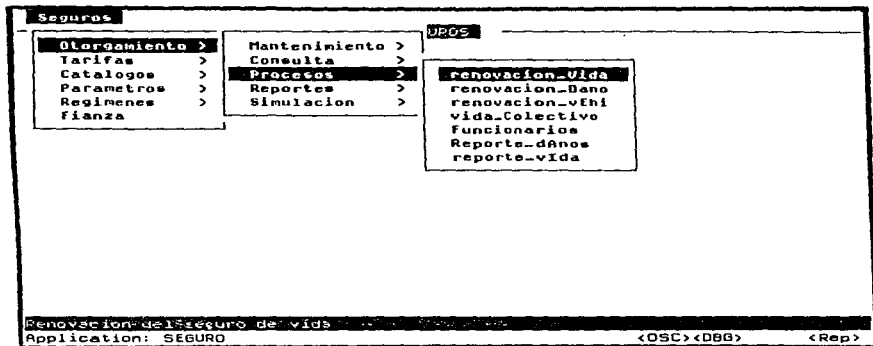 Seguros
UROS
Otorgamiento >
Tarifas >
Catalogos >
Parametros >
Regimenes >
fianza
Mantenimiento >
Consulta >
Procesos >
Reportes >
Simulacion >
renovacion_Vida
renovacion_Dano
renovacion_vEhi
vida_Colectivo
Funcionarios
Reporte_dAnos
reporte_vIda
Renovacion del seguro de vida
Application: SEGURO <OSC><DBG> <Rep>